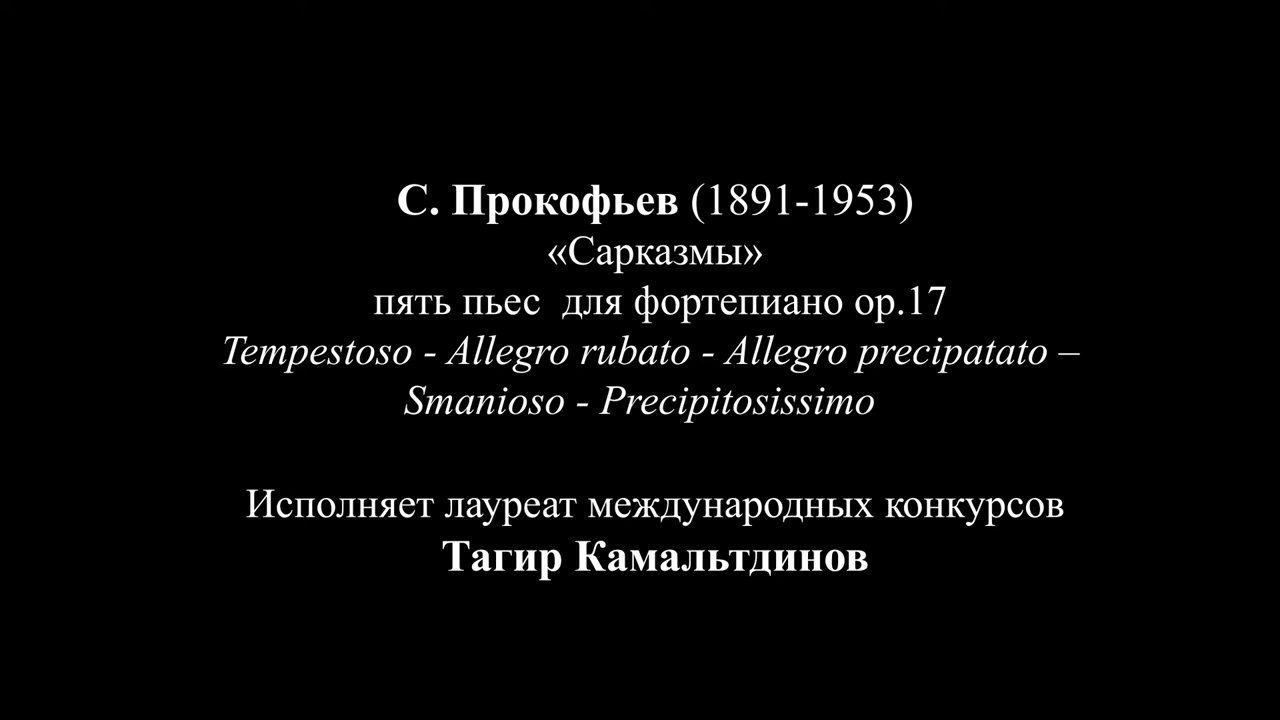 С. Прокофьев (1891-1953)
«Сарказмы»
пять пьес  для фортепиано op.17
Tempestoso - Allegro rubato - Allegro precipatato –
Smanioso - Precipitosissimo
Исполняет лауреат международных конкурсов
Тагир Камальтдинов